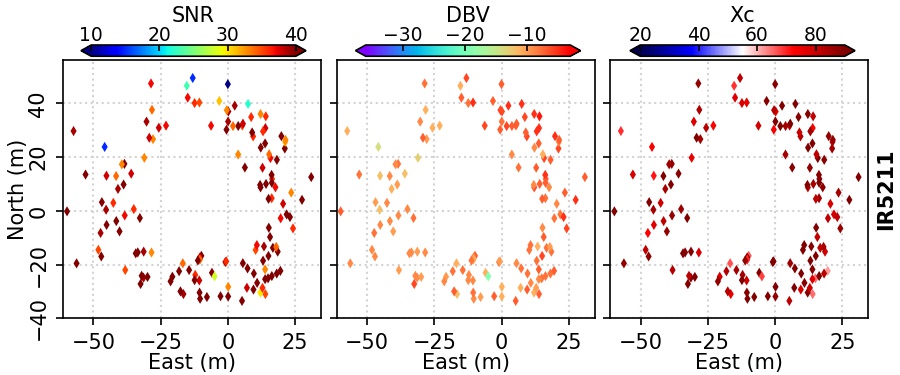 SNR DBV Xc
10 20 30 40 −30 −20 −10 20 40 60 80
40
20
0
−20
−40
North (m)
IR5211
−50 −25 0 25 −50 −25 0 25 −50 −25 0 25
East (m) East (m) East (m)